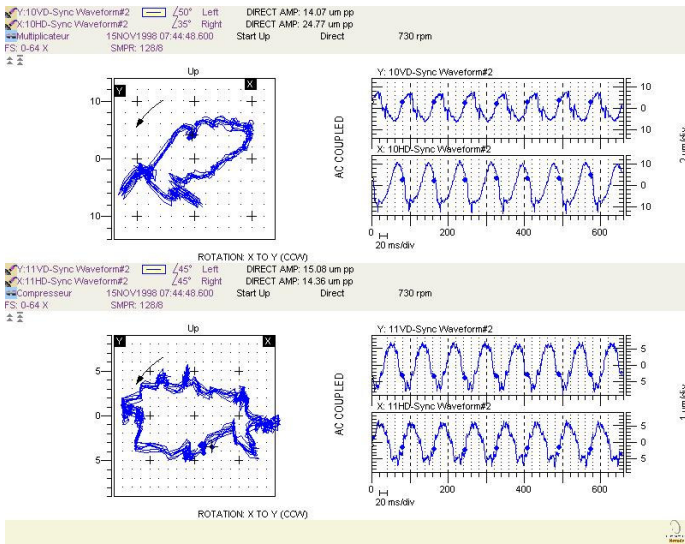 Y:10VD-Sync Waveform#2 ∠50° Left DIRECT AMP: 14.07 um pp
X:10HD-Sync Waveform#2 ∠35° Right DIRECT AMP: 24.77 um pp
Multiplicateur 15NOV1998 07:44:48.600 Start Up Direct 730 rpm
FS: 0-64 X SMPR: 128/8
Up
Y X
10
0
10
ROTATION: X TO Y (CCW)
AC COUPLED
Y: 10VD-Sync Waveform#2
10
0
10
X: 10HD-Sync Waveform#2
10
0
10
0 200 400 600
20 ms/div
2 um/div
Y:11VD-Sync Waveform#2 ∠45° Left DIRECT AMP: 15.08 um pp
X:11HD-Sync Waveform#2 ∠45° Right DIRECT AMP: 14.36 um pp
Compresseur 15NOV1998 07:44:48.600 Start Up Direct 730 rpm
FS: 0-64 X SMPR: 128/8
Up
Y X
5
0
5
ROTATION: X TO Y (CCW)
AC COUPLED
Y: 11VD-Sync Waveform#2
5
0
5
X: 11HD-Sync Waveform#2
5
0
5
0 200 400 600
20 ms/div
1 um/div